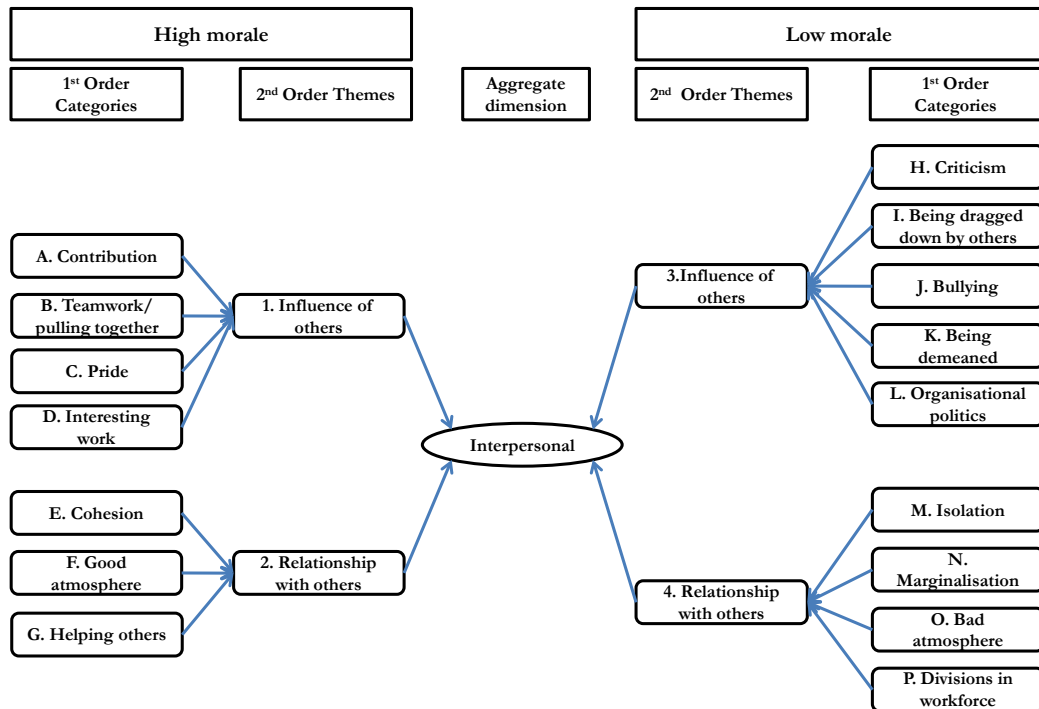 High morale
Low morale
1st Order
Categories
2nd Order Themes
Aggregate
dimension
2nd Order Themes
1st Order
Categories
A. Contribution
B. Teamwork/
pulling together
C. Pride
D. Interesting
work
E. Cohesion
F. Good
atmosphere
G. Helping others
1. Influence of
others
2. Relationship
with others
Interpersonal
3.Influence of
others
4. Relationship
with others
H. Criticism
I. Being dragged
down by others
J. Bullying
K. Being
demeaned
L. Organisational
politics
M. Isolation
N.
Marginalisation
O. Bad
atmosphere
P. Divisions in
workforce